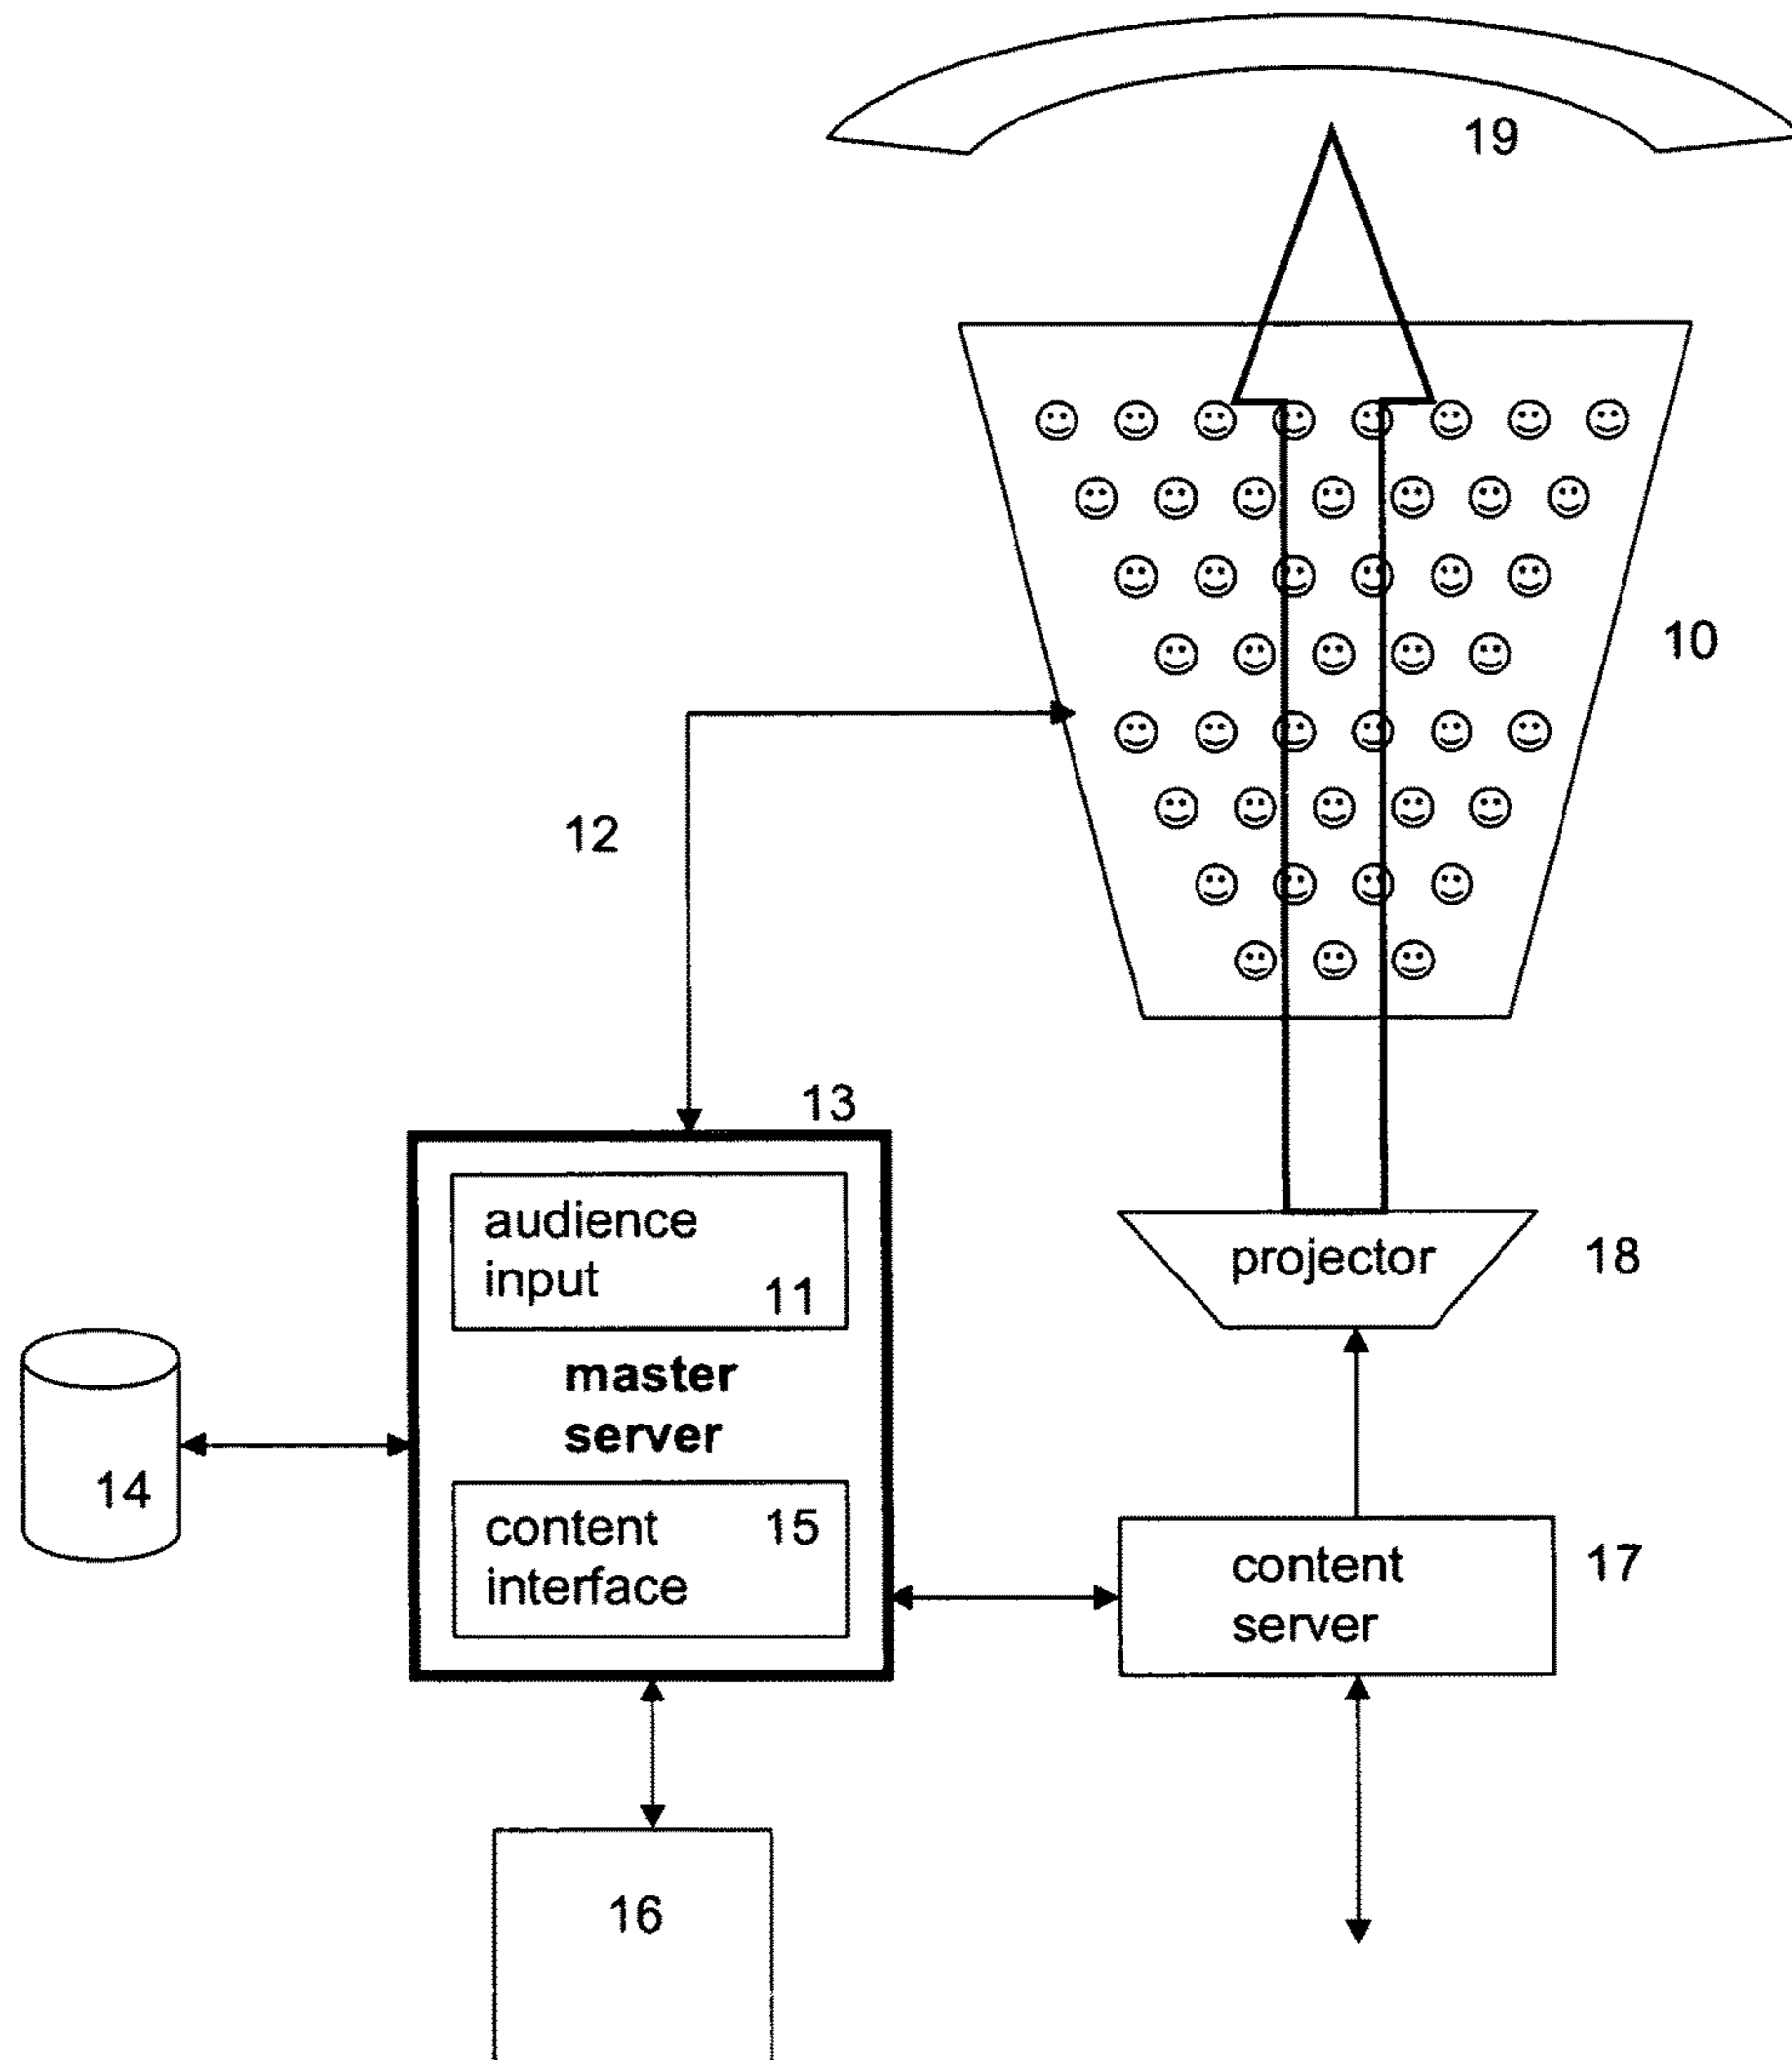 19
10
12
13
audience
input
11
master
server
content
interface
15
14
16
projector
18
content
server
17